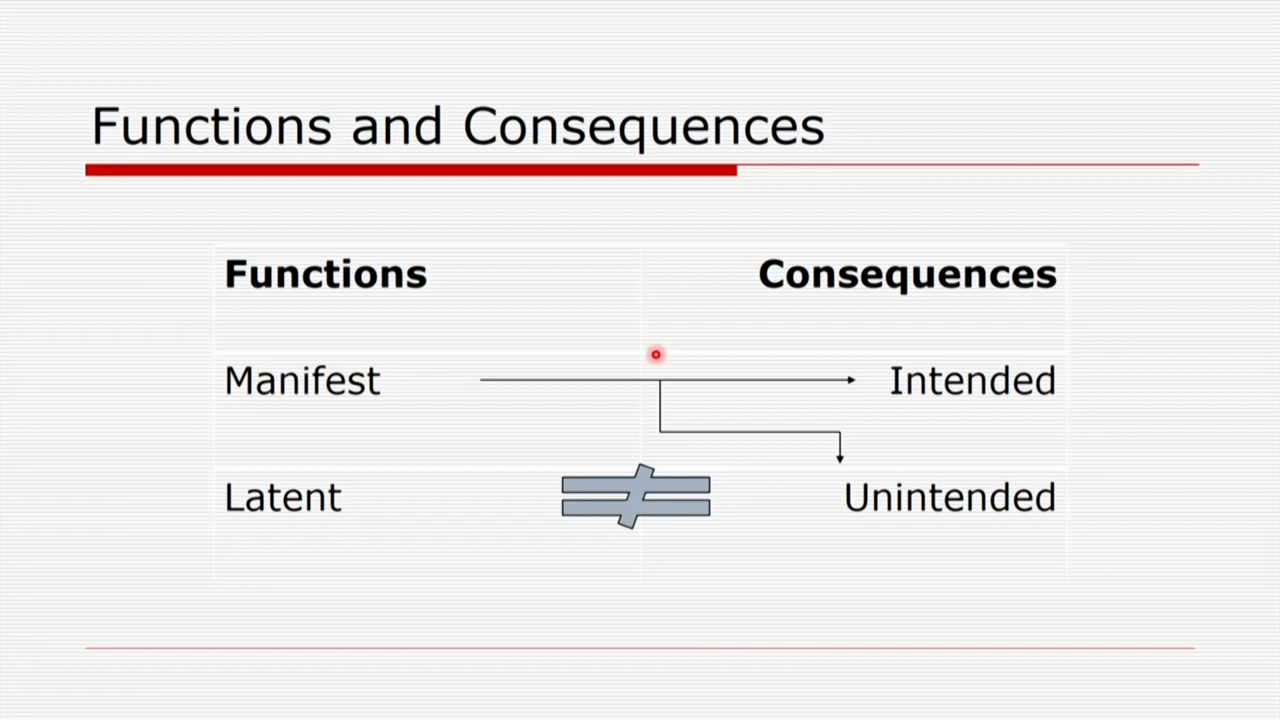 Functions and Consequences
Functions Consequences
Manifest Intended
Latent Unintended